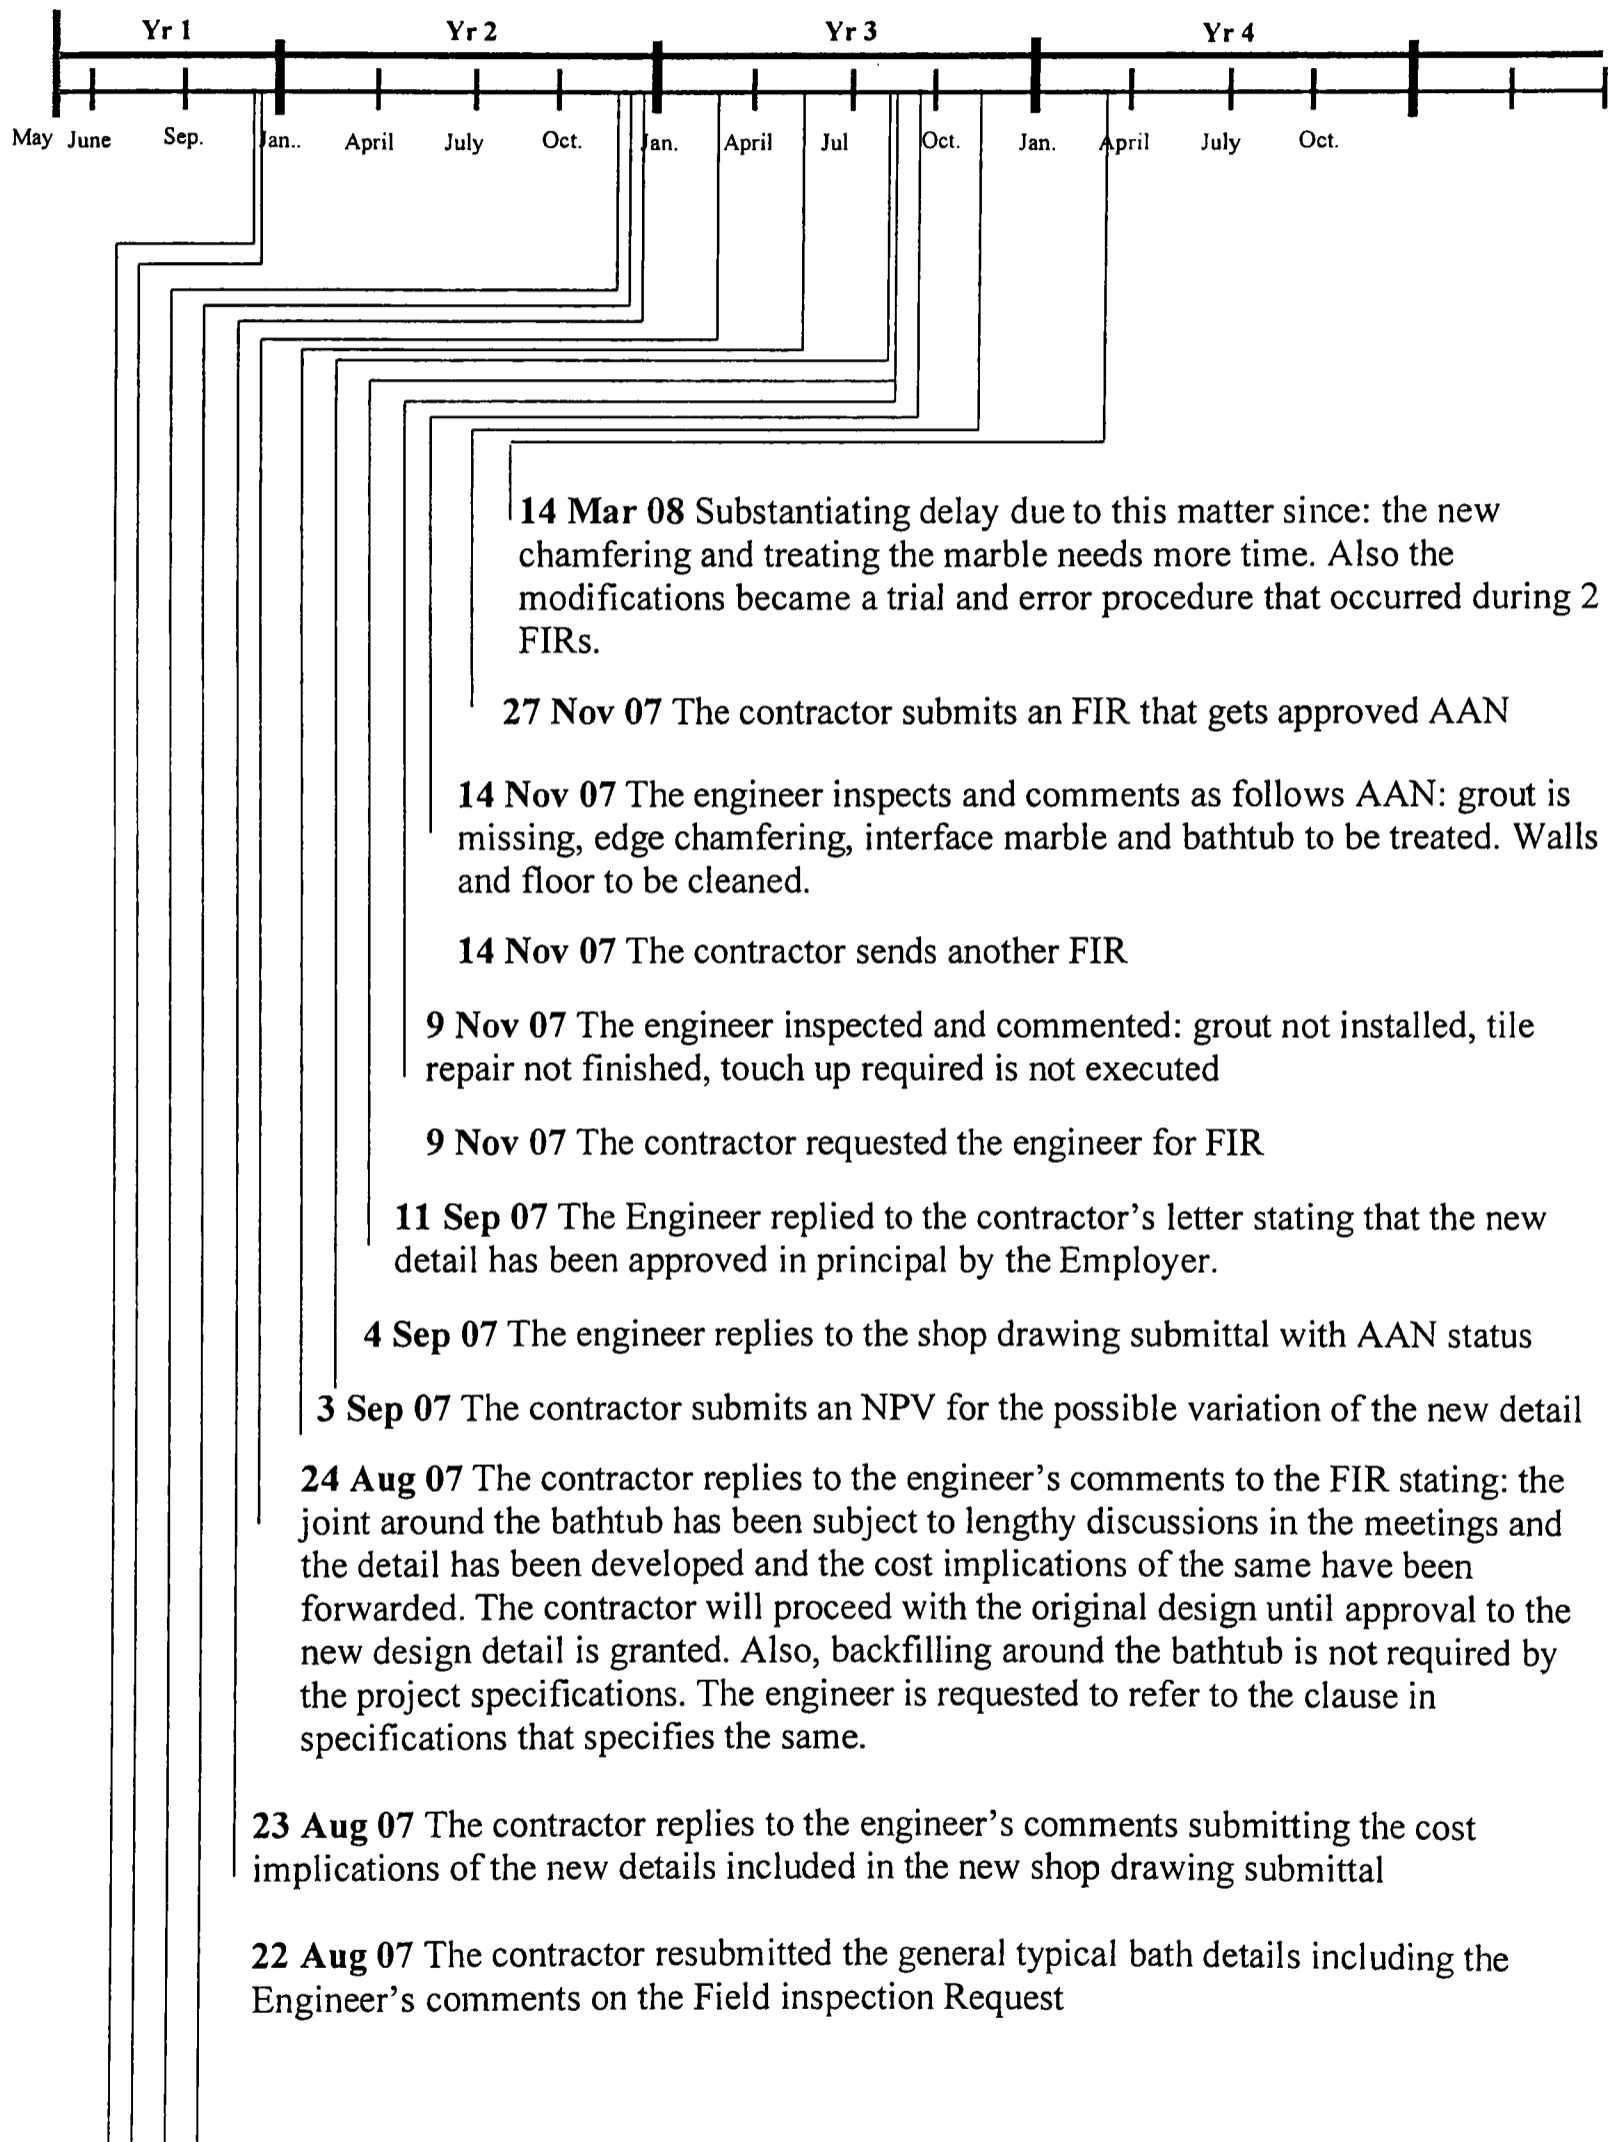 Yr 1 Yr 2 Yr 3 Yr 4
May June Sep. Jan.. April July Oct. Jan. April Jul Oct. Jan. April July Oct.
14 Mar 08 Substantiating delay due to this matter since: the new
chamfering and treating the marble needs more time. Also the
modifications became a trial and error procedure that occurred during 2
FIRs.
27 Nov 07 The contractor submits an FIR that gets approved AAN
14 Nov 07 The engineer inspects and comments as follows AAN: grout is
missing, edge chamfering, interface marble and bathtub to be treated. Walls
and floor to be cleaned.
14 Nov 07 The contractor sends another FIR
9 Nov 07 The engineer inspected and commented: grout not installed, tile
repair not finished, touch up required is not executed
9 Nov 07 The contractor requested the engineer for FIR
11 Sep 07 The Engineer replied to the contractor's letter stating that the new
detail has been approved in principal by the Employer.
4 Sep 07 The engineer replies to the shop drawing submittal with AAN status
3 Sep 07 The contractor submits an NPV for the possible variation of the new detail
24 Aug 07 The contractor replies to the engineer's comments to the FIR stating: the
joint around the bathtub has been subject to lengthy discussions in the meetings and
the detail has been developed and the cost implications of the same have been
forwarded. The contractor will proceed with the original design until approval to the
new design detail is granted. Also, backfilling around the bathtub is not required by
the project specifications. The engineer is requested to refer to the clause in
specifications that specifies the same.
23 Aug 07 The contractor replies to the engineer's comments submitting the cost
implications of the new details included in the new shop drawing submittal
22 Aug 07 The contractor resubmitted the general typical bath details including the
Engineer's comments on the Field inspection Request